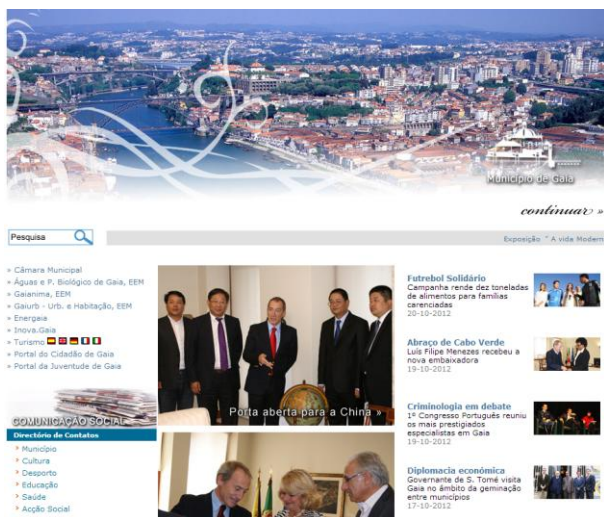 Município de Gaia
continuar »
Pesquisa
Exposição " A vida Modern
» Câmara Municipal
» Águas e P. Biológico de Gaia, EEM
» Gaianima, EEM
» Gaiurb - Urb. e Habitação, EEM
» Energaia
» Inova.Gaia
» Turismo
» Portal do Cidadão de Gaia
» Portal da Juventude de Gaia
COMUNICAÇÃO SOCIAL
Directório de Contatos
Município
Cultura
Desporto
Educação
Saúde
Acção Social
Porta aberta para a China »
Futrebol Solidário
Campanha rende dez toneladas
de alimentos para famílias
carenciadas
20-10-2012
Abraço de Cabo Verde
Luís Filipe Menezes recebeu a
nova embaixadora
19-10-2012
Criminologia em debate
1º Congresso Português reuniu
os mais prestigiados
especialistas em Gaia
19-10-2012
Diplomacia económica
Governante de S. Tomé visita
Gaia no âmbito da geminação
entre municípios
17-10-2012